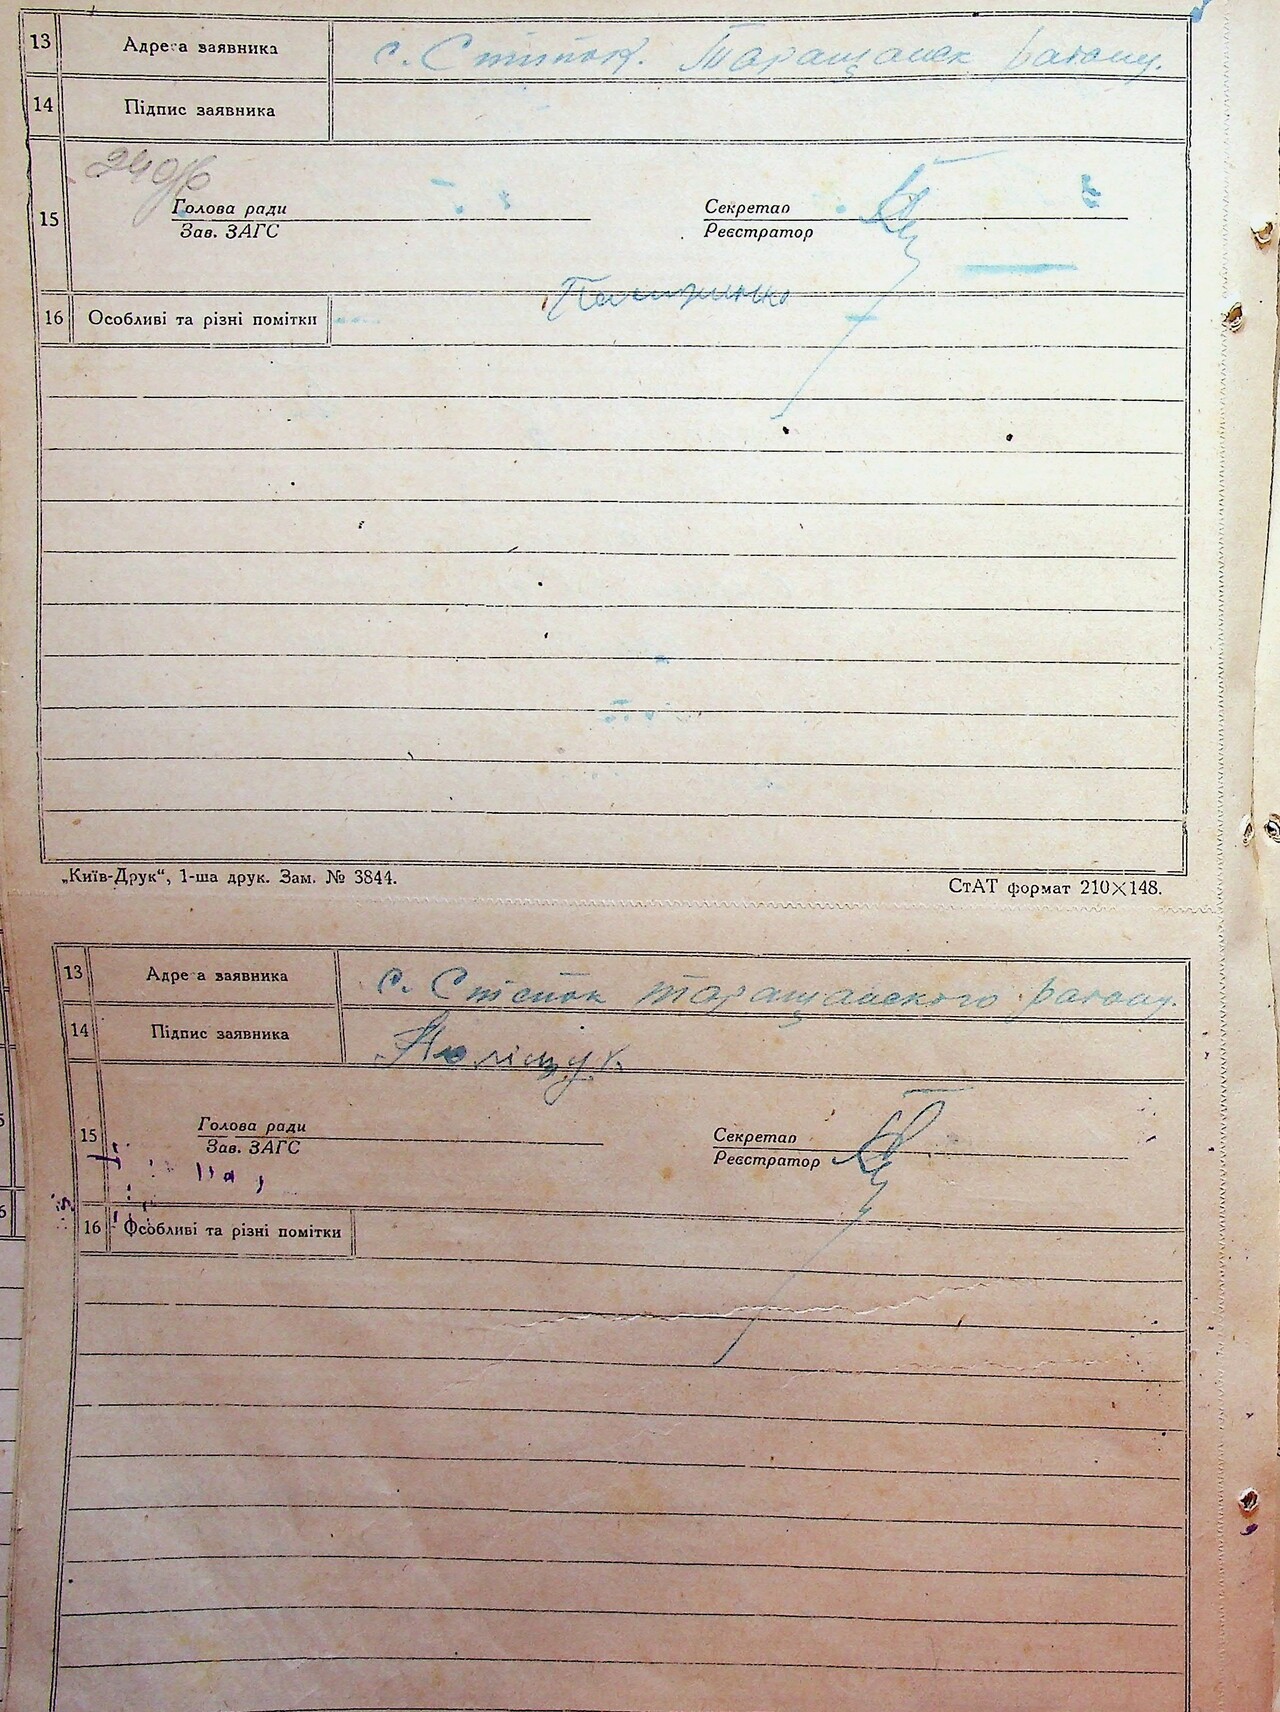 13 Адреса заявника с. Стїпок. Таращанск району.
14 Підпис заявника
15
Голова ради Секретар
Зав. ЗАГС Реєстратор
16 Особливі та різні помітки
„Київ-Друк“, 1-ша друк. Зам. № 3844. СтАТ формат 210×148.
13 Адреса заявника с. Стіпок Таращанского району.
14 Підпис заявника
15
Голова ради Секретар
Зав. ЗАГС Реєстратор
16 Особливі та різні помітки